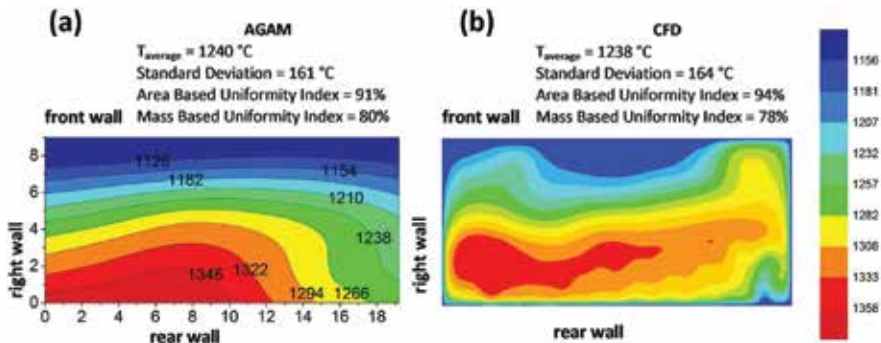 (a)
AGAM
T average = 1240 °C
Standard Deviation = 161 °C
Area Based Uniformity Index = 91%
Mass Based Uniformity Index = 80%
front wall
right wall
8
6
4
2
0
1126
1154
1182
1210
1238
1346
1322
1294
1266
0 2 4 6 8 10 12 14 16 18
rear wall
(b)
CFD
T average = 1238 °C
Standard Deviation = 164 °C
Area Based Uniformity Index = 94%
Mass Based Uniformity Index = 78%
front wall
right wall
rear wall
1156
1181
1207
1232
1257
1282
1308
1333
1358